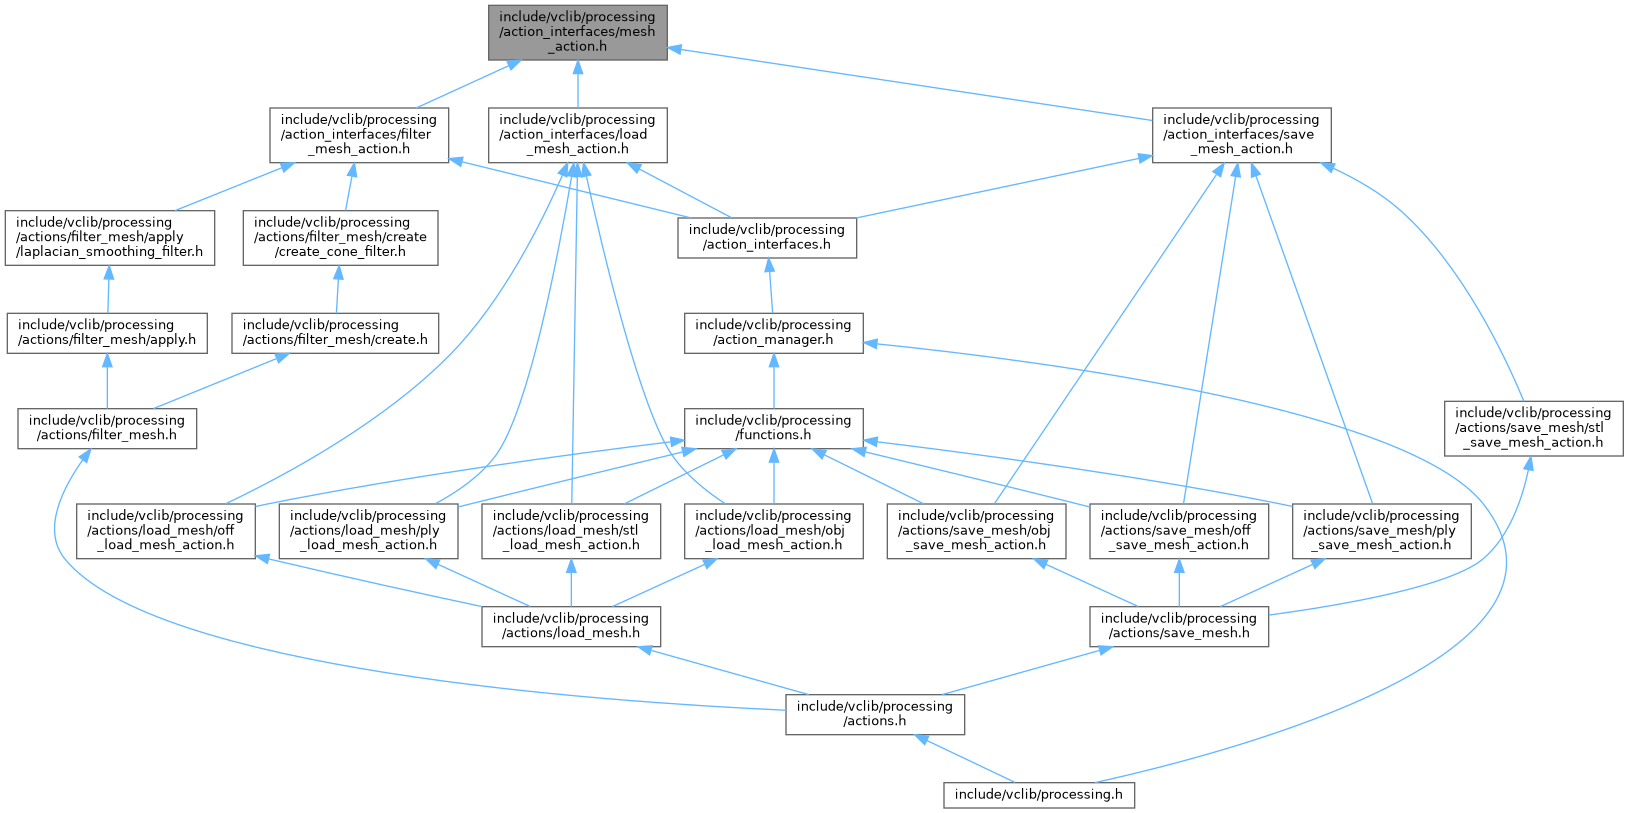 include/vclib/processing
/action_interfaces/mesh
_action.h
include/vclib/processing
/action_interfaces/filter
_mesh_action.h
include/vclib/processing
/action_interfaces/load
_mesh_action.h
include/vclib/processing
/action_interfaces/save
_mesh_action.h
include/vclib/processing
/actions/filter_mesh/apply
/laplacian_smoothing_filter.h
include/vclib/processing
/actions/filter_mesh/create
/create_cone_filter.h
include/vclib/processing
/action_interfaces.h
include/vclib/processing
/actions/filter_mesh/apply.h
include/vclib/processing
/actions/filter_mesh/create.h
include/vclib/processing
/action_manager.h
include/vclib/processing
/actions/filter_mesh.h
include/vclib/processing
/functions.h
include/vclib/processing
/actions/save_mesh/stl
_save_mesh_action.h
include/vclib/processing
/actions/load_mesh/off
_load_mesh_action.h
include/vclib/processing
/actions/load_mesh/ply
_load_mesh_action.h
include/vclib/processing
/actions/load_mesh/stl
_load_mesh_action.h
include/vclib/processing
/actions/load_mesh/obj
_load_mesh_action.h
include/vclib/processing
/actions/save_mesh/obj
_save_mesh_action.h
include/vclib/processing
/actions/save_mesh/off
_save_mesh_action.h
include/vclib/processing
/actions/save_mesh/ply
_save_mesh_action.h
include/vclib/processing
/actions/load_mesh.h
include/vclib/processing
/actions/save_mesh.h
include/vclib/processing
/actions.h
include/vclib/processing.h